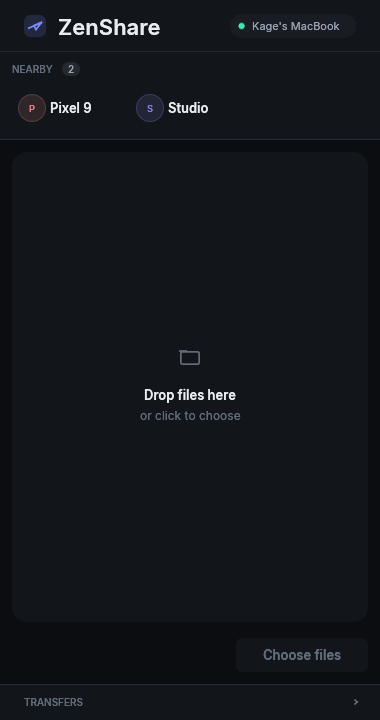 ZenShare
Kage's MacBook
NEARBY 2
P Pixel 9
S Studio
Drop files here
or click to choose
Choose files
TRANSFERS